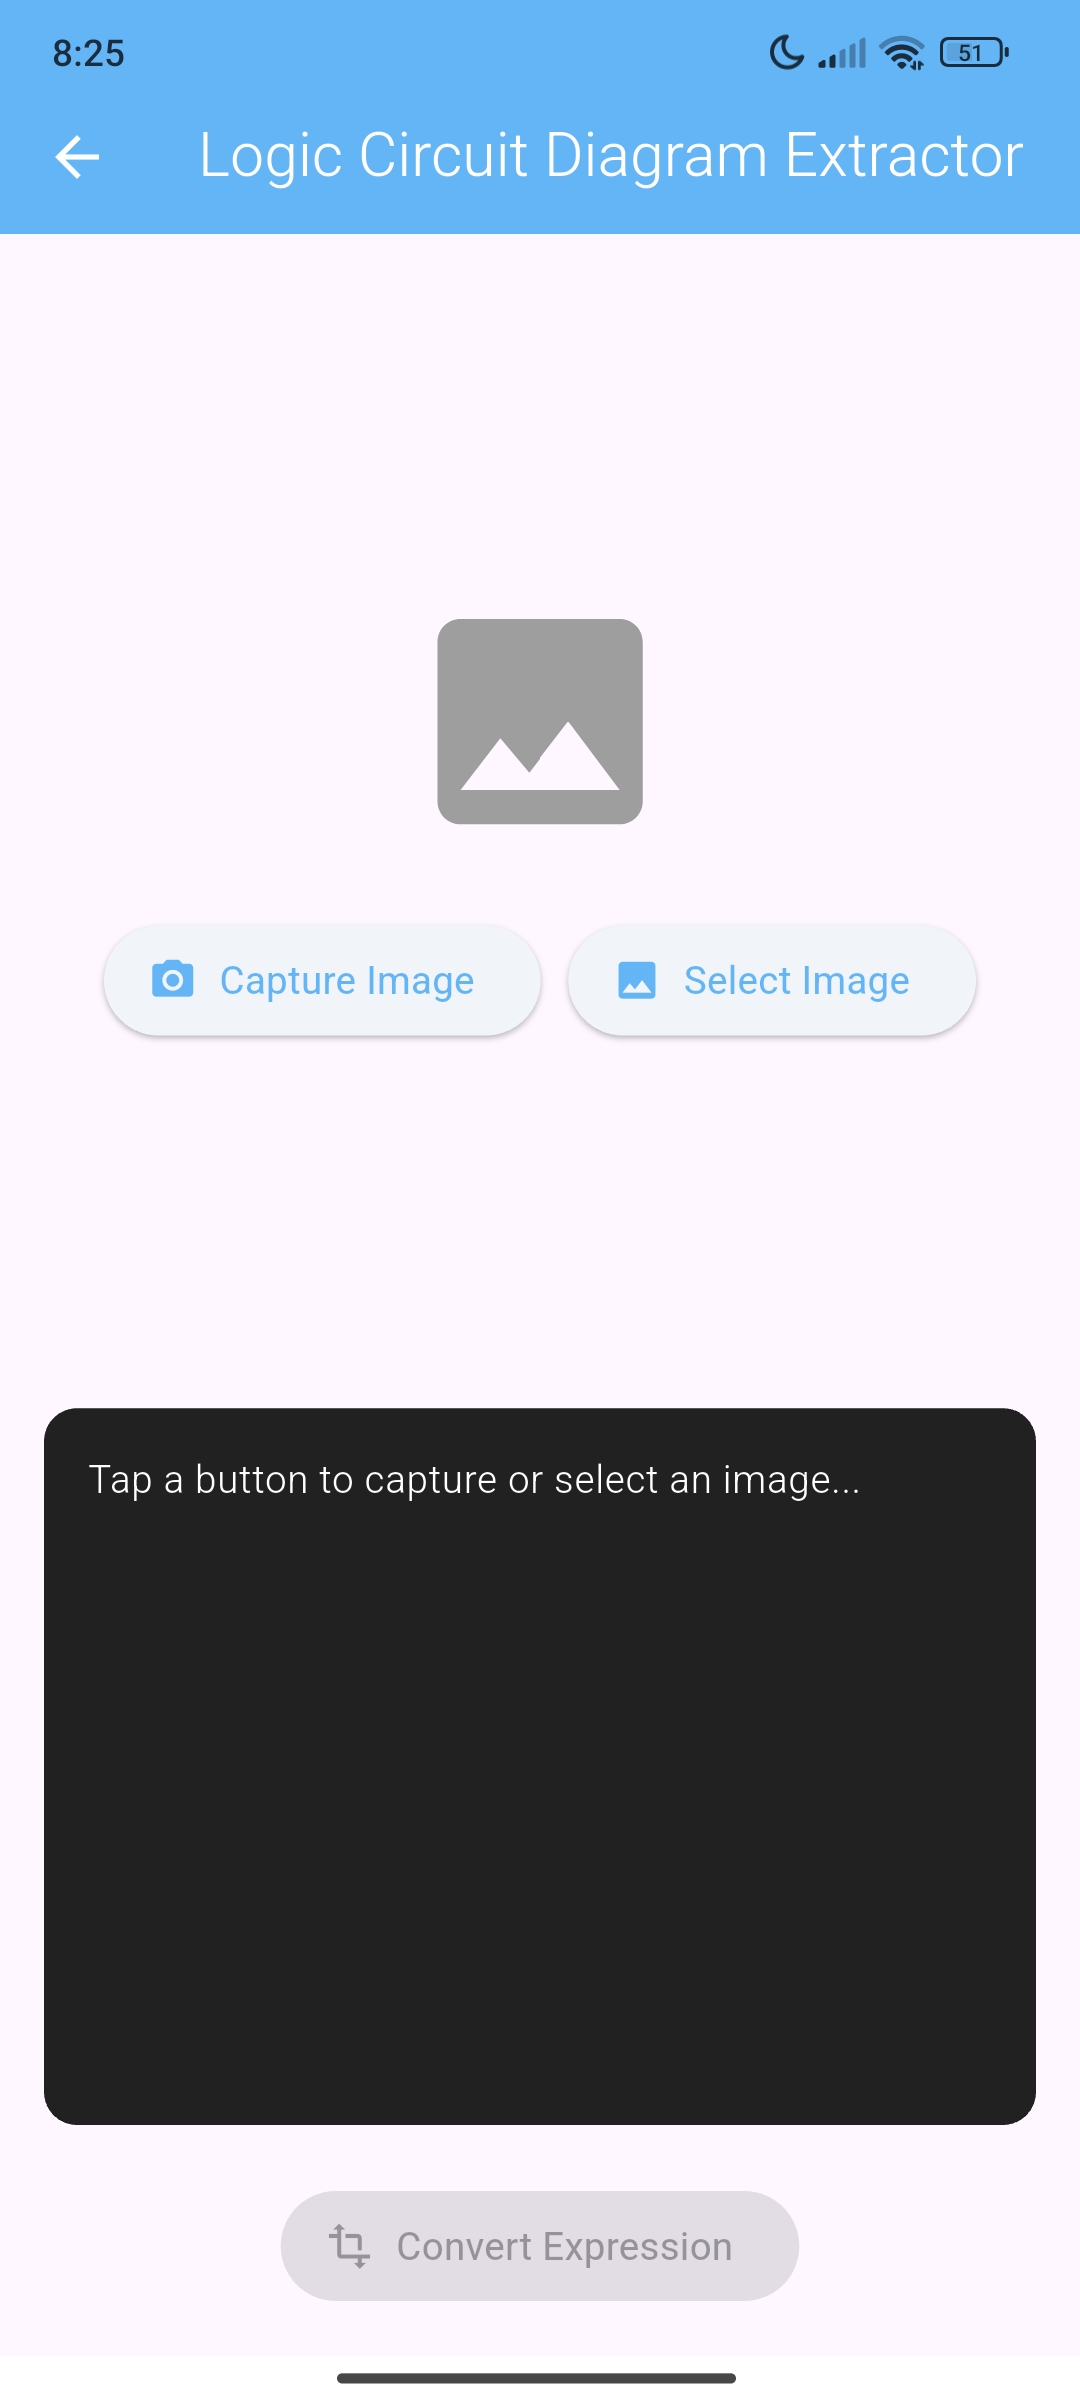 8:25
51
Logic Circuit Diagram Extractor
Capture Image
Select Image
Tap a button to capture or select an image...
Convert Expression